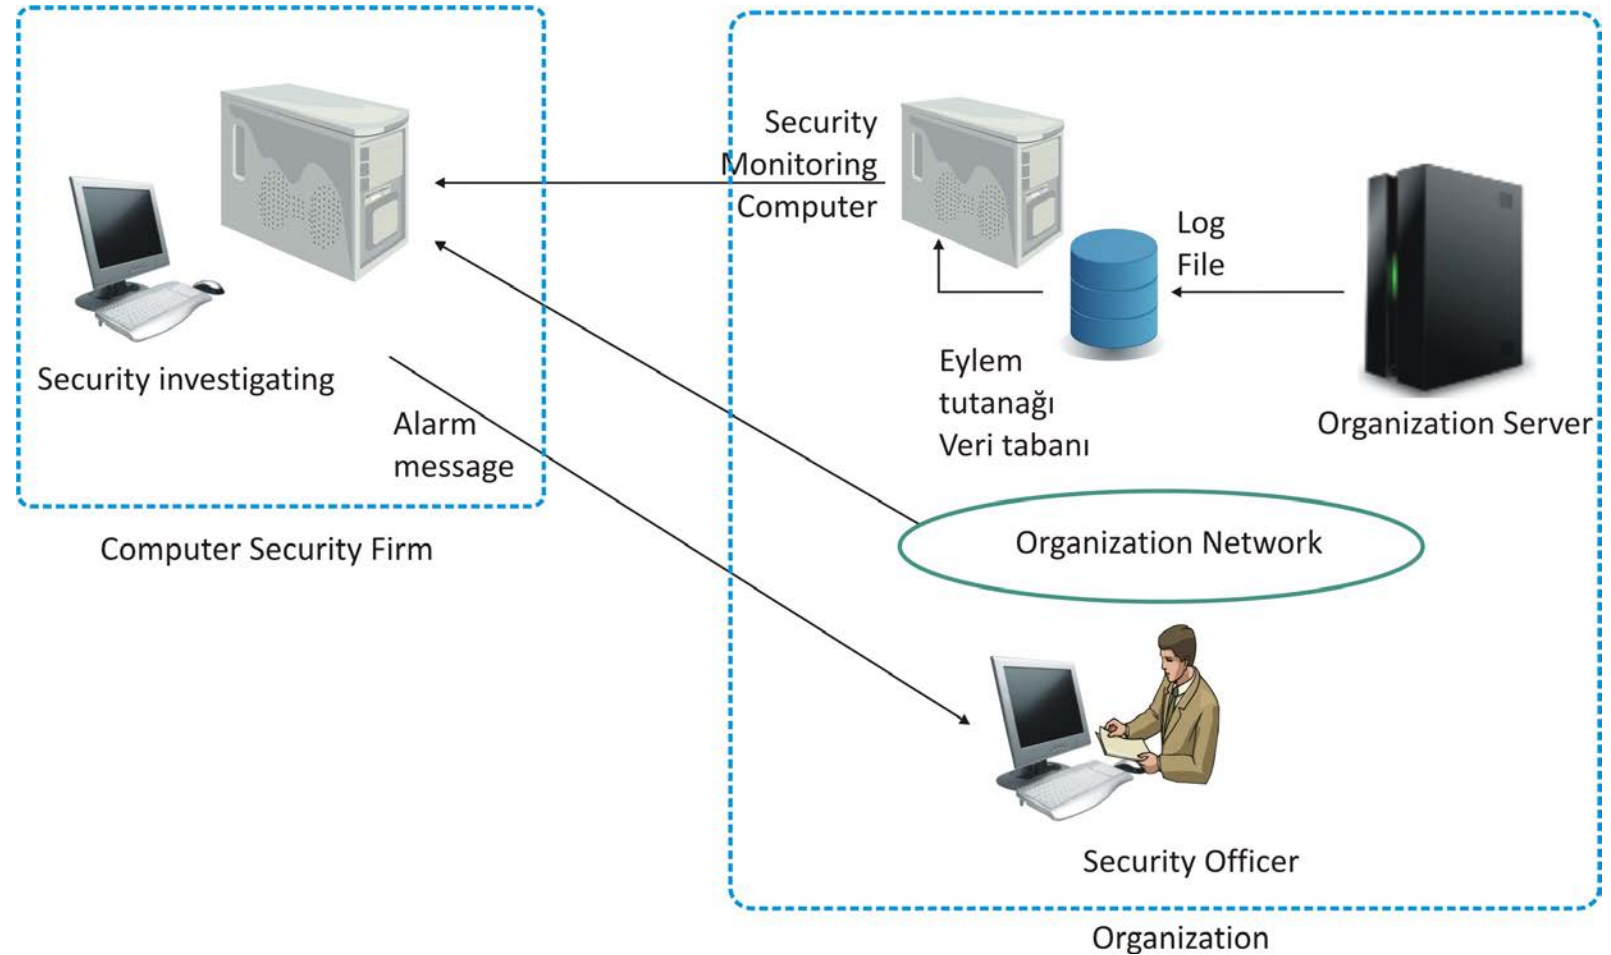 Security
Monitoring
Computer
Log
File
Security investigating
Eylem
tutanağı
Veri tabanı
Organization Server
Alarm
message
Computer Security Firm
Organization Network
Security Officer
Organization